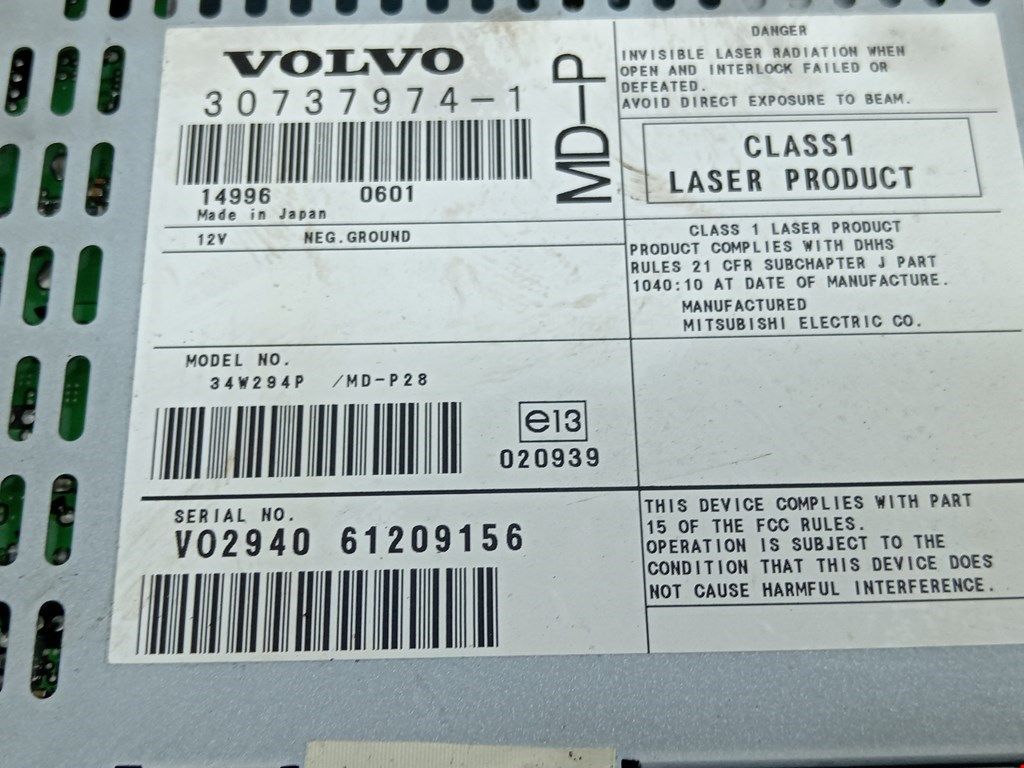 VOLVO
30737974-1
14996 0601
Made in Japan
12V NEG.GROUND
MD-P
DANGER
INVISIBLE LASER RADIATION WHEN
OPEN AND INTERLOCK FAILED OR
DEFEATED.
AVOID DIRECT EXPOSURE TO BEAM.
CLASS1
LASER PRODUCT
CLASS 1 LASER PRODUCT
PRODUCT COMPLIES WITH DHHS
RULES 21 CFR SUBCHAPTER J PART
1040:10 AT DATE OF MANUFACTURE.
MANUFACTURED
MITSUBISHI ELECTRIC CO.
MODEL NO.
34W294P /MD-P28
e13
020939
SERIAL NO.
VO2940 61209156
THIS DEVICE COMPLIES WITH PART
15 OF THE FCC RULES.
OPERATION IS SUBJECT TO THE
CONDITION THAT THIS DEVICE DOES
NOT CAUSE HARMFUL INTERFERENCE.